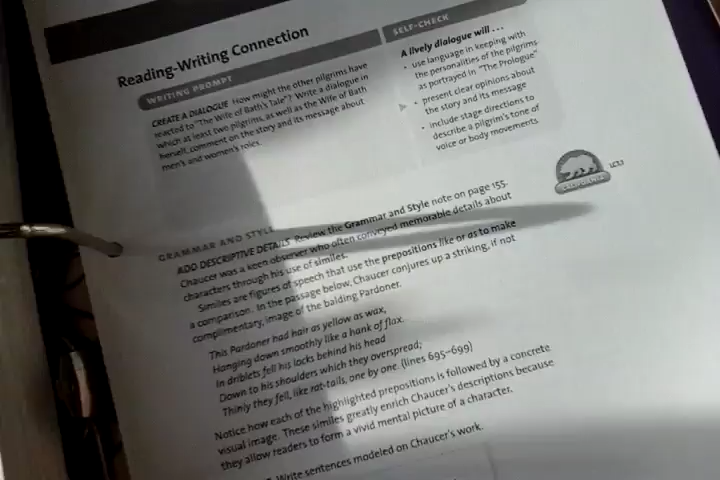 Reading-Writing Connection
WRITING PROMPT
CREATE A DIALOGUE How might the other pilgrims have
reacted to "The Wife of Bath's Tale"? Write a dialogue in
which at least two pilgrims, as well as the Wife of Bath
herself, comment on the story and its message about
men's and women's roles.
SELF-CHECK
A lively dialogue will . . .
• use language in keeping with
the personalities of the pilgrims
as portrayed in "The Prologue"
• present clear opinions about
the story and its message
• include stage directions to
describe a pilgrim's tone of
voice or body movements
CALIFORNIA
GRAMMAR AND STYLE
ADD DESCRIPTIVE DETAILS Review the Grammar and Style note on page 155.
Chaucer was a keen observer who often conveyed memorable details about
characters through his use of similes.
Similes are figures of speech that use the prepositions like or as to make
a comparison. In the passage below, Chaucer conjures up a striking, if not
complimentary, image of the balding Pardoner.
This Pardoner had hair as yellow as wax,
Hanging down smoothly like a hank of flax.
In driblets fell his locks behind his head
Down to his shoulders which they overspread;
Thinly they fell, like rat-tails, one by one. (lines 695–699)
Notice how each of the highlighted prepositions is followed by a concrete
visual image. These similes greatly enrich Chaucer's descriptions because
they allow readers to form a vivid mental picture of a character.
Write sentences modeled on Chaucer's work.